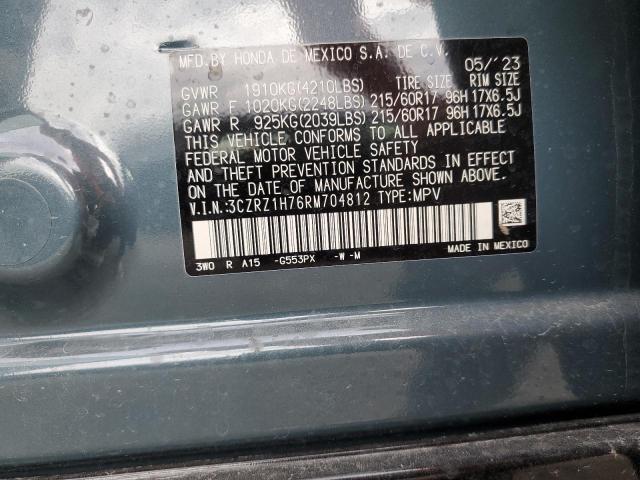 MFD.BY HONDA DE MEXICO S.A. DE C.V. 05/'23
GVWR 1910KG(4210LBS) TIRE SIZE RIM SIZE
GAWR F 1020KG(2248LBS) 215/60R17 96H 17X6.5J
GAWR R 925KG(2039LBS) 215/60R17 96H 17X6.5J
THIS VEHICLE CONFORMS TO ALL APPLICABLE
FEDERAL MOTOR VEHICLE SAFETY
AND THEFT PREVENTION STANDARDS IN EFFECT
ON THE DATE OF MANUFACTURE SHOWN ABOVE.
V.I.N.:3CZRZ1H76RM704812 TYPE:MPV
3W0 R A15 -G553PX -W -M MADE IN MEXICO